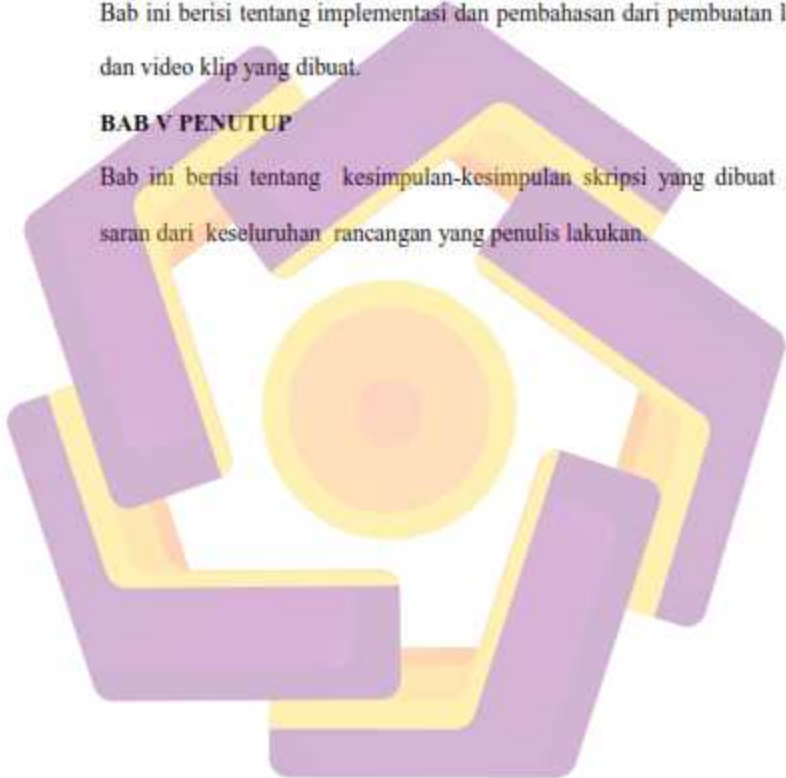 Bab ini berisi tentang implementasi dan pembahasan dari pembuatan
dan video klip yang dibuat.
BAB V PENUTUP
Bab ini berisi tentang kesimpulan-kesimpulan skripsi yang dibuat
saran dari keseluruhan rancangan yang penulis lakukan.